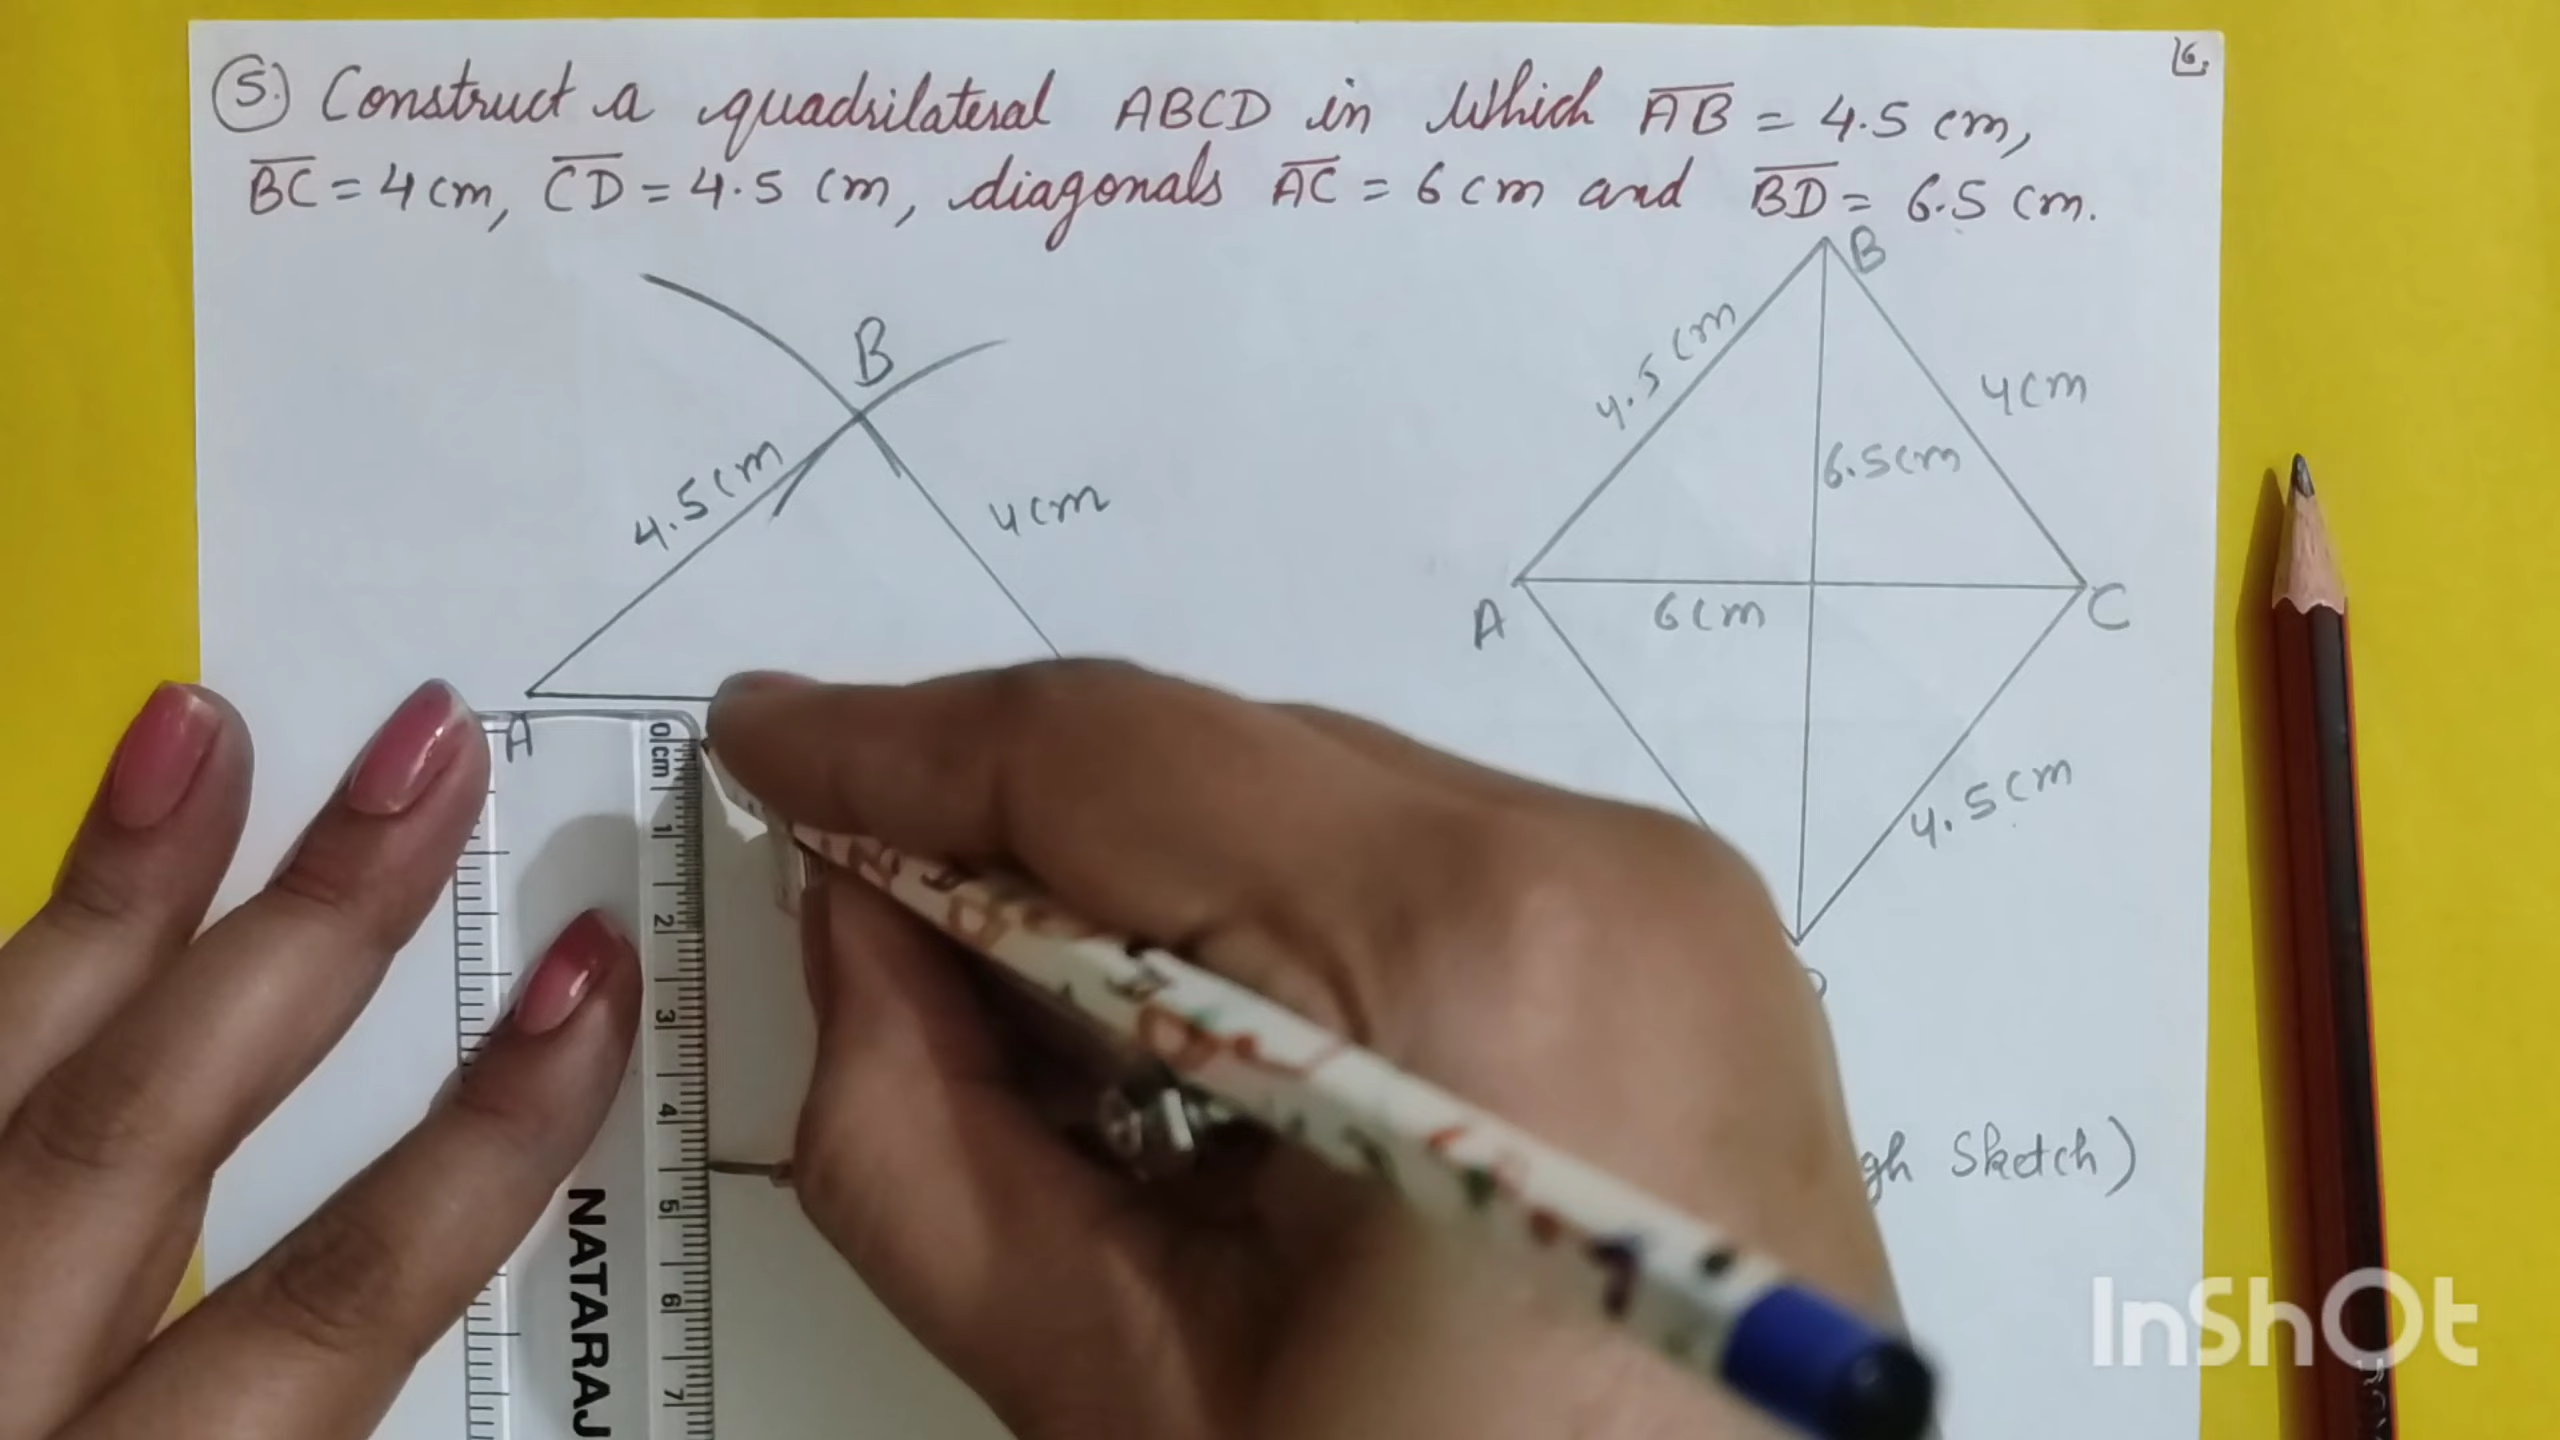 6.
5. Construct a quadrilateral ABCD in which AB = 4.5 cm,
BC = 4 cm, CD = 4.5 cm, diagonals AC = 6 cm and BD = 6.5 cm.
B
4.5 cm
4 cm
A
B
4.5 cm
4 cm
6.5 cm
A
6 cm
C
4.5 cm
Sketch)
0 cm 1 2 3 4 5 6 7
NATARAJ
InShOt